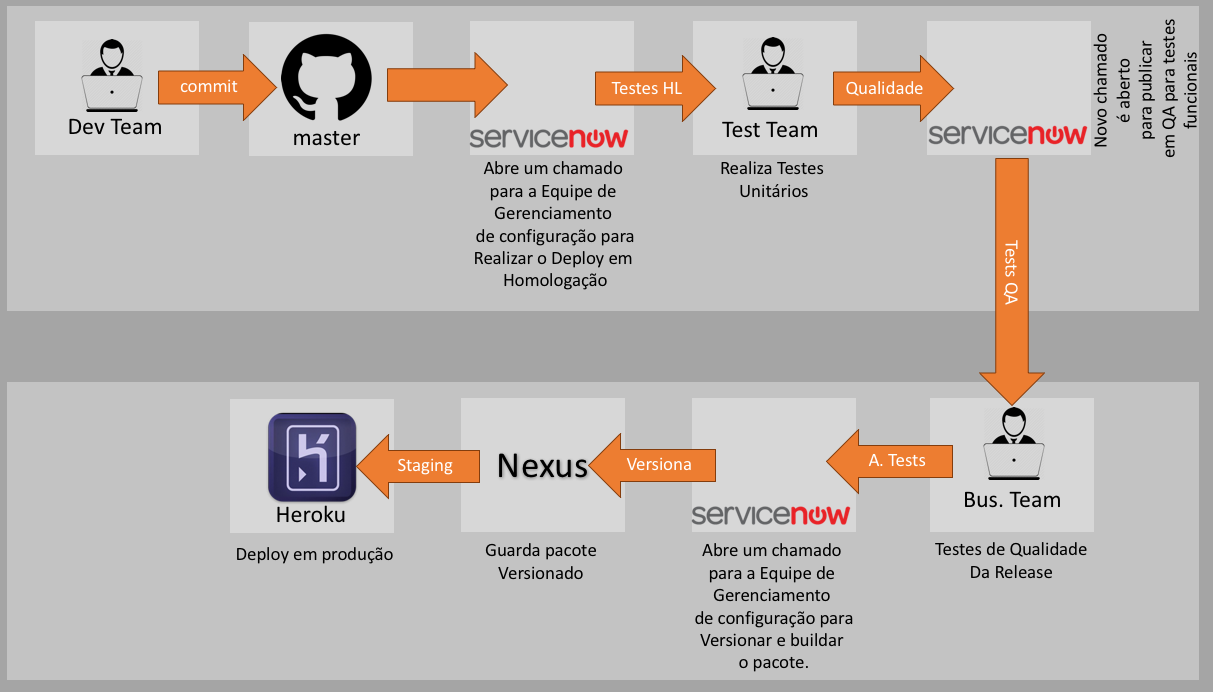 commit
Dev Team
master
servicenow
Abre um chamado
para a Equipe de
Gerenciamento
de configuração para
Realizar o Deploy em
Homologação
Testes HL
Test Team
Realiza Testes
Unitários
Qualidade
servicenow
Novo chamado
é aberto
para publicar
em QA para testes
funcionais
Tests QA
Bus. Team
Testes de Qualidade
Da Release
A. Tests
servicenow
Abre um chamado
para a Equipe de
Gerenciamento
de configuração para
Versionar e buildar
o pacote.
Versiona
Nexus
Guarda pacote
Versionado
Staging
Heroku
Deploy em produção